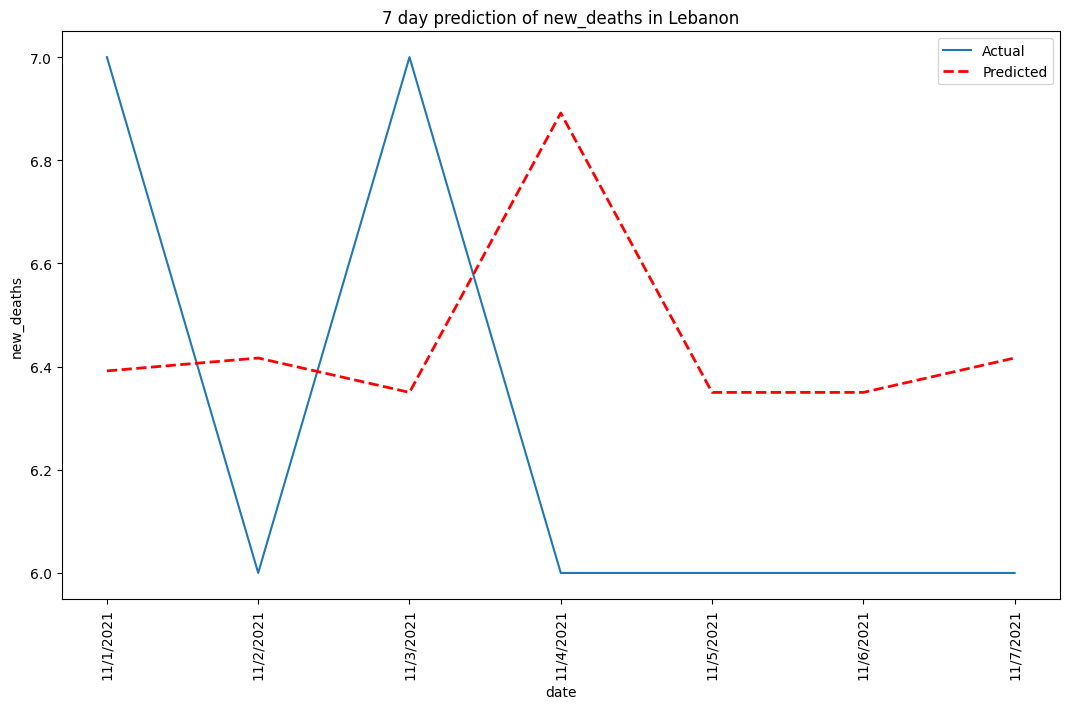 7 day prediction of new_deaths in Lebanon
Actual
Predicted
7.0
6.8
6.6
6.4
6.2
6.0
new_deaths
11/1/2021
11/2/2021
11/3/2021
11/4/2021
11/5/2021
11/6/2021
11/7/2021
date